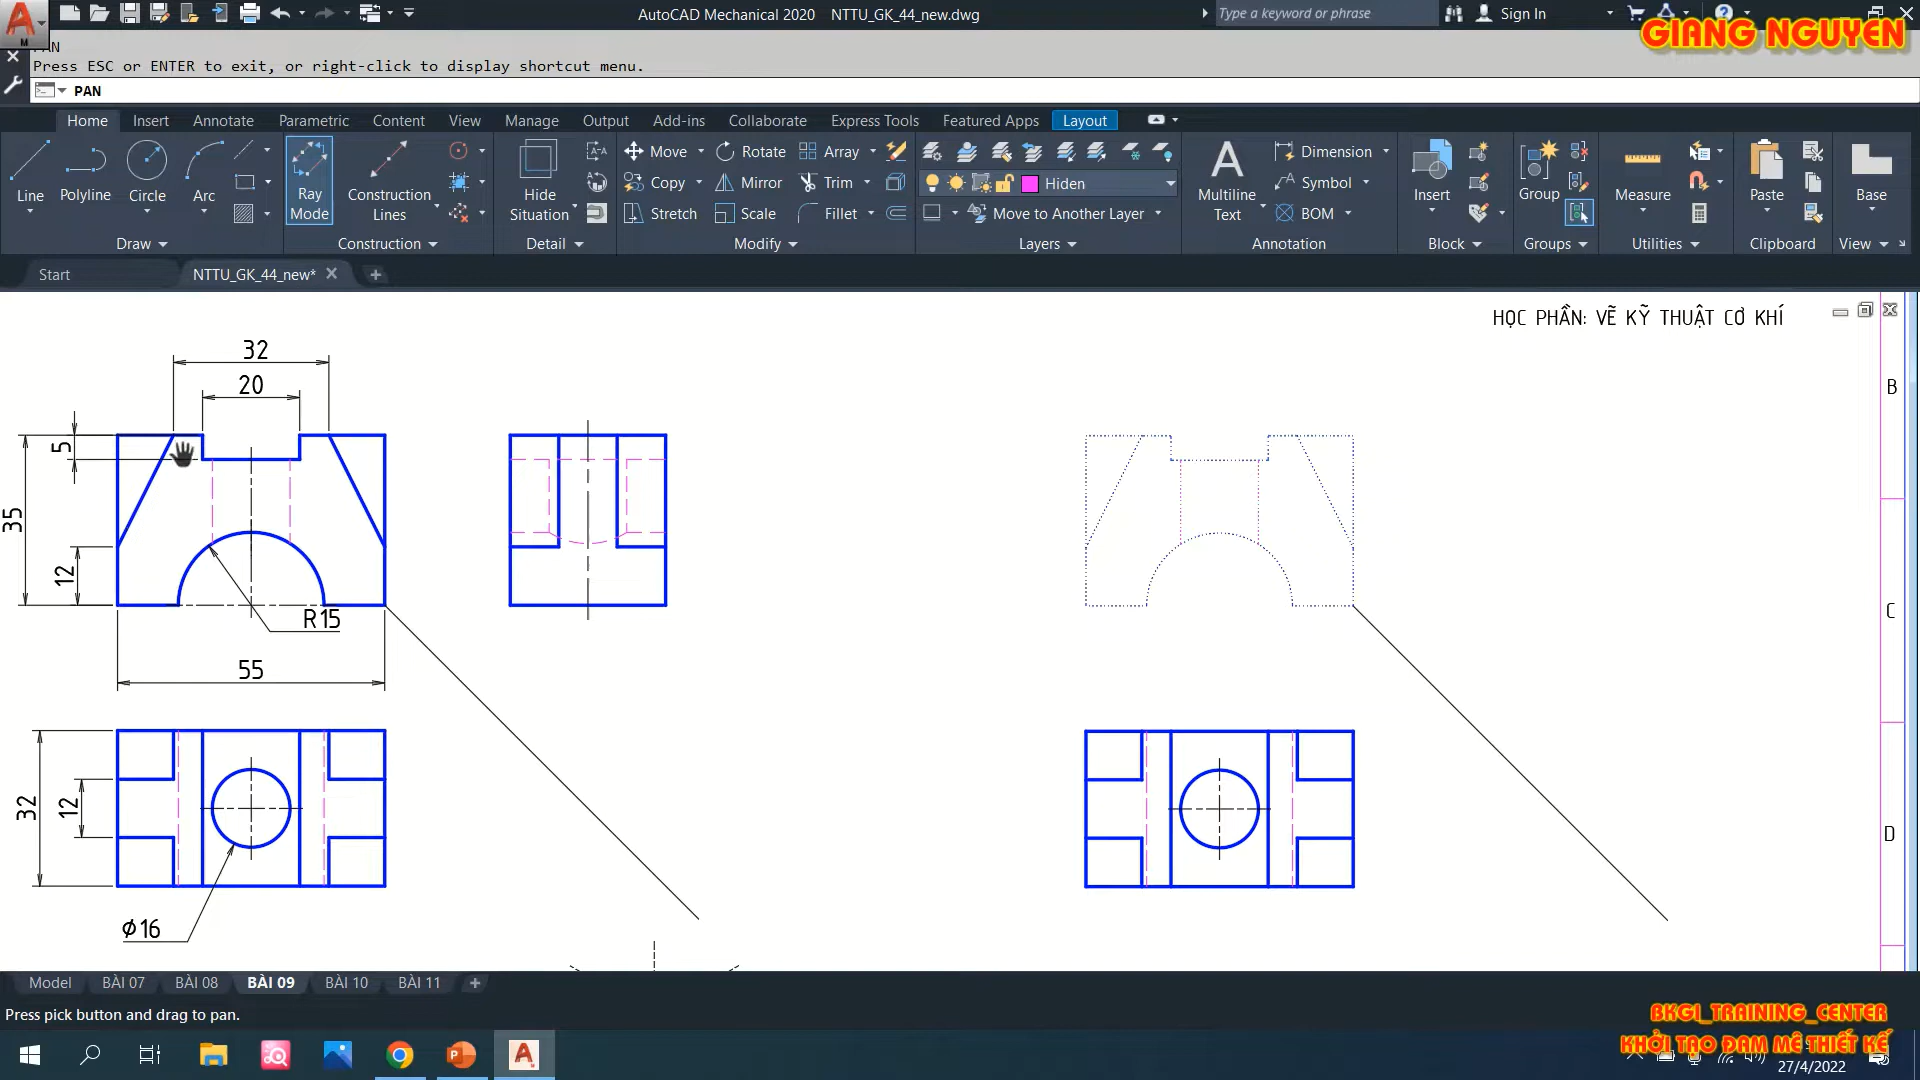 AutoCAD Mechanical 2020 NTTU_GK_44_new.dwg
Type a keyword or phrase
Sign In
GIANG NGUYEN
Press ESC or ENTER to exit, or right-click to display shortcut menu.
PAN
Home Insert Annotate Parametric Content View Manage Output Add-ins Collaborate Express Tools Featured Apps Layout
Line Polyline Circle Arc
Ray Mode
Construction Lines
Hide Situation
Move Rotate Array
Copy Mirror Trim
Stretch Scale Fillet
Hiden
Move to Another Layer
Multiline Text
Dimension
Symbol
BOM
Insert
Group
Measure
Paste
Base
Draw Construction Detail Modify Layers Annotation Block Groups Utilities Clipboard View
Start NTTU_GK_44_new*
HỌC PHẦN: VẼ KỸ THUẬT CƠ KHÍ
32
20
5
35
12
R15
55
32
12
Ø16
B
C
D
Model BÀI 07 BÀI 08 BÀI 09 BÀI 10 BÀI 11
Press pick button and drag to pan.
BKGI_TRAINING_CENTER
KHỞI TẠO ĐAM MÊ THIẾT KẾ
27/4/2022